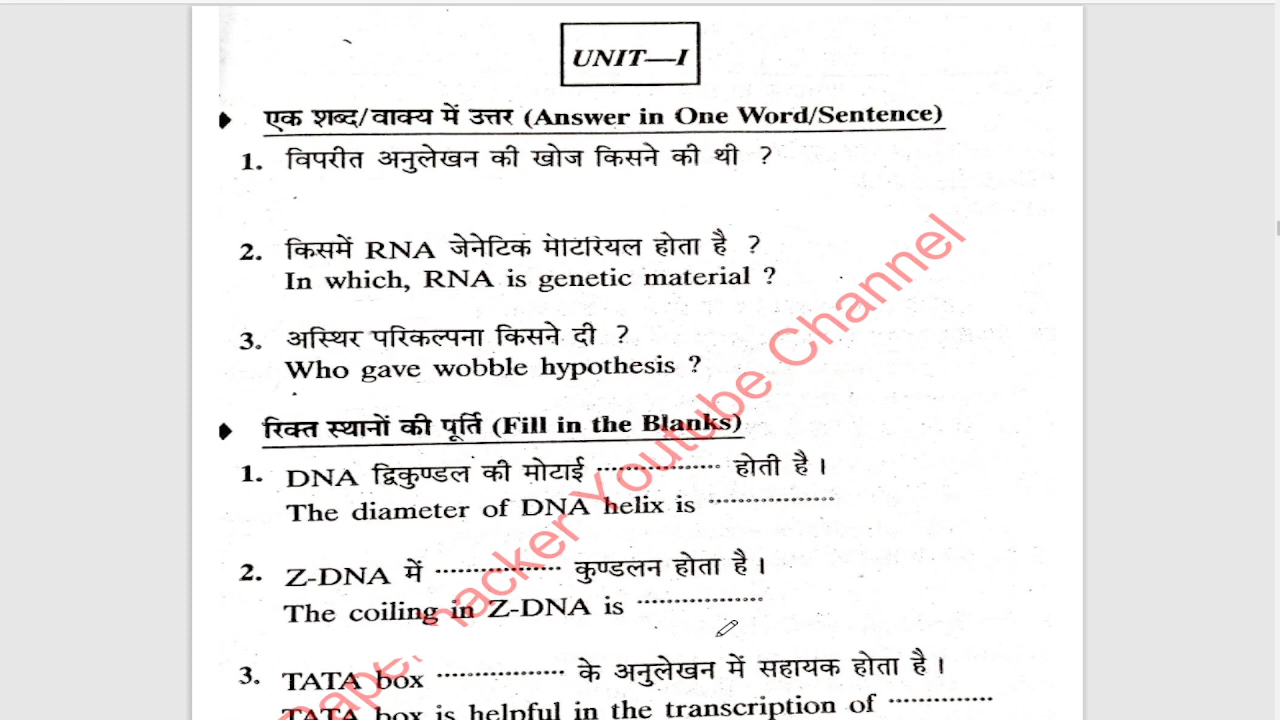 UNIT—I
एक शब्द/वाक्य में उत्तर (Answer in One Word/Sentence)
1. विपरीत अनुलेखन की खोज किसने की थी ?
2. किसमें RNA जेनेटिक मेाटिरियल होता है ?
In which, RNA is genetic material ?
3. अस्थिर परिकल्पना किसने दी ?
Who gave wobble hypothesis ?
रिक्त स्थानों की पूर्ति (Fill in the Blanks)
1. DNA द्विकुण्डल की मोटाई .................. होती है।
The diameter of DNA helix is ..................
2. Z-DNA में .................. कुण्डलन होता है।
The coiling in Z-DNA is ..................
3. TATA box .................. के अनुलेखन में सहायक होता है।
TATA box is helpful in the transcription of ...............
Paper hacker Youtube Channel